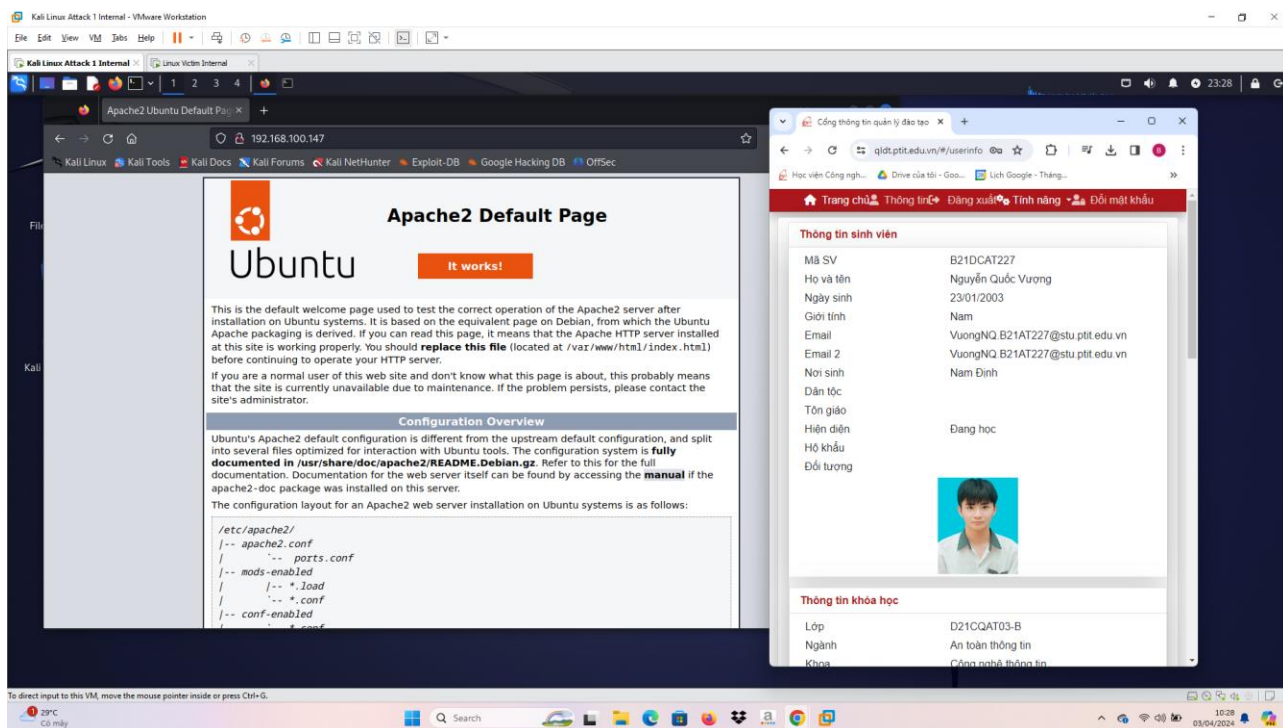 Kali Linux Attack 1 Internal - VMware Workstation
File Edit View VM Tabs Help
Kali Linux Attack 1 Internal
Linux Victim Internal
1 2 3 4
23:28
Apache2 Ubuntu Default Pag
192.168.100.147
Kali Linux Kali Tools Kali Docs Kali Forums Kali NetHunter Exploit-DB Google Hacking DB OffSec
Apache2 Default Page
Ubuntu
It works!
This is the default welcome page used to test the correct operation of the Apache2 server after
installation on Ubuntu systems. It is based on the equivalent page on Debian, from which the Ubuntu
Apache packaging is derived. If you can read this page, it means that the Apache HTTP server installed
at this site is working properly. You should replace this file (located at /var/www/html/index.html)
before continuing to operate your HTTP server.
If you are a normal user of this web site and don't know what this page is about, this probably means
that the site is currently unavailable due to maintenance. If the problem persists, please contact the
site's administrator.
Configuration Overview
Ubuntu's Apache2 default configuration is different from the upstream default configuration, and split
into several files optimized for interaction with Ubuntu tools. The configuration system is fully
documented in /usr/share/doc/apache2/README.Debian.gz. Refer to this for the full
documentation. Documentation for the web server itself can be found by accessing the manual if the
apache2-doc package was installed on this server.
The configuration layout for an Apache2 web server installation on Ubuntu systems is as follows:
/etc/apache2/
|-- apache2.conf
| `-- ports.conf
|-- mods-enabled
| |-- *.load
| `-- *.conf
|-- conf-enabled
| `-- *.conf
Cổng thông tin quản lý đào tạo
qldt.ptit.edu.vn/#/userinfo
Học viện Công ngh... Drive của tôi - Goo... Lịch Google - Tháng...
Trang chủ Thông tin Đăng xuất Tính năng Đổi mật khẩu
Thông tin sinh viên
Mã SV B21DCAT227
Họ và tên Nguyễn Quốc Vượng
Ngày sinh 23/01/2003
Giới tính Nam
Email VuongNQ.B21AT227@stu.ptit.edu.vn
Email 2 VuongNQ.B21AT227@stu.ptit.edu.vn
Nơi sinh Nam Định
Dân tộc
Tôn giáo
Hiện diện Đang học
Hộ khẩu
Đối tượng
Thông tin khóa học
Lớp D21CQAT03-B
Ngành An toàn thông tin
Khoa Công nghệ thông tin
To direct input to this VM, move the mouse pointer inside or press Ctrl+G.
29°C
Có mây
Search
10:28
03/04/2024